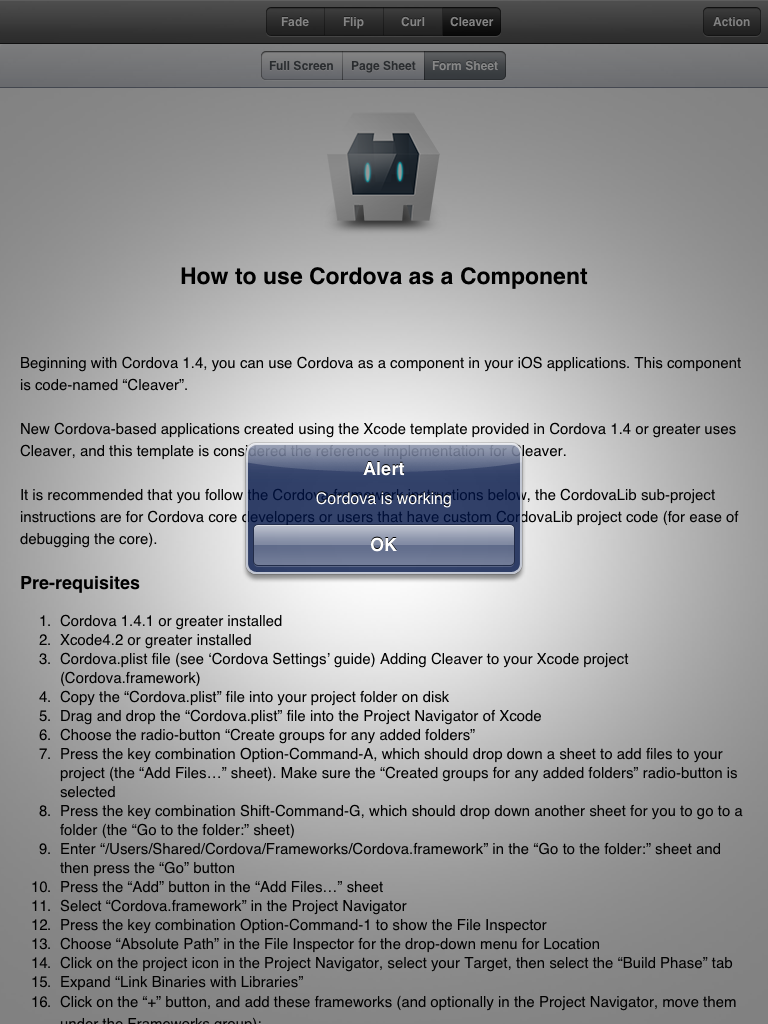 Fade Flip Curl Cleaver Action
Full Screen Page Sheet Form Sheet
How to use Cordova as a Component
Beginning with Cordova 1.4, you can use Cordova as a component in your iOS applications. This component
is code-named “Cleaver”.
New Cordova-based applications created using the Xcode template provided in Cordova 1.4 or greater uses
Cleaver, and this template is considered the reference implementation for Cleaver.
It is recommended that you follow the Cordova.framework instructions below, the CordovaLib sub-project
instructions are for Cordova core developers or users that have custom CordovaLib project code (for ease of
debugging the core).
Alert
Cordova is working
OK
Pre-requisites
1. Cordova 1.4.1 or greater installed
2. Xcode4.2 or greater installed
3. Cordova.plist file (see ‘Cordova Settings’ guide) Adding Cleaver to your Xcode project
(Cordova.framework)
4. Copy the “Cordova.plist” file into your project folder on disk
5. Drag and drop the “Cordova.plist” file into the Project Navigator of Xcode
6. Choose the radio-button “Create groups for any added folders”
7. Press the key combination Option-Command-A, which should drop down a sheet to add files to your
project (the “Add Files…” sheet). Make sure the “Created groups for any added folders” radio-button is
selected
8. Press the key combination Shift-Command-G, which should drop down another sheet for you to go to a
folder (the “Go to the folder:” sheet)
9. Enter “/Users/Shared/Cordova/Frameworks/Cordova.framework” in the “Go to the folder:” sheet and
then press the “Go” button
10. Press the “Add” button in the “Add Files…” sheet
11. Select “Cordova.framework” in the Project Navigator
12. Press the key combination Option-Command-1 to show the File Inspector
13. Choose “Absolute Path” in the File Inspector for the drop-down menu for Location
14. Click on the project icon in the Project Navigator, select your Target, then select the “Build Phase” tab
15. Expand “Link Binaries with Libraries”
16. Click on the “+” button, and add these frameworks (and optionally in the Project Navigator, move them
under the Frameworks group):